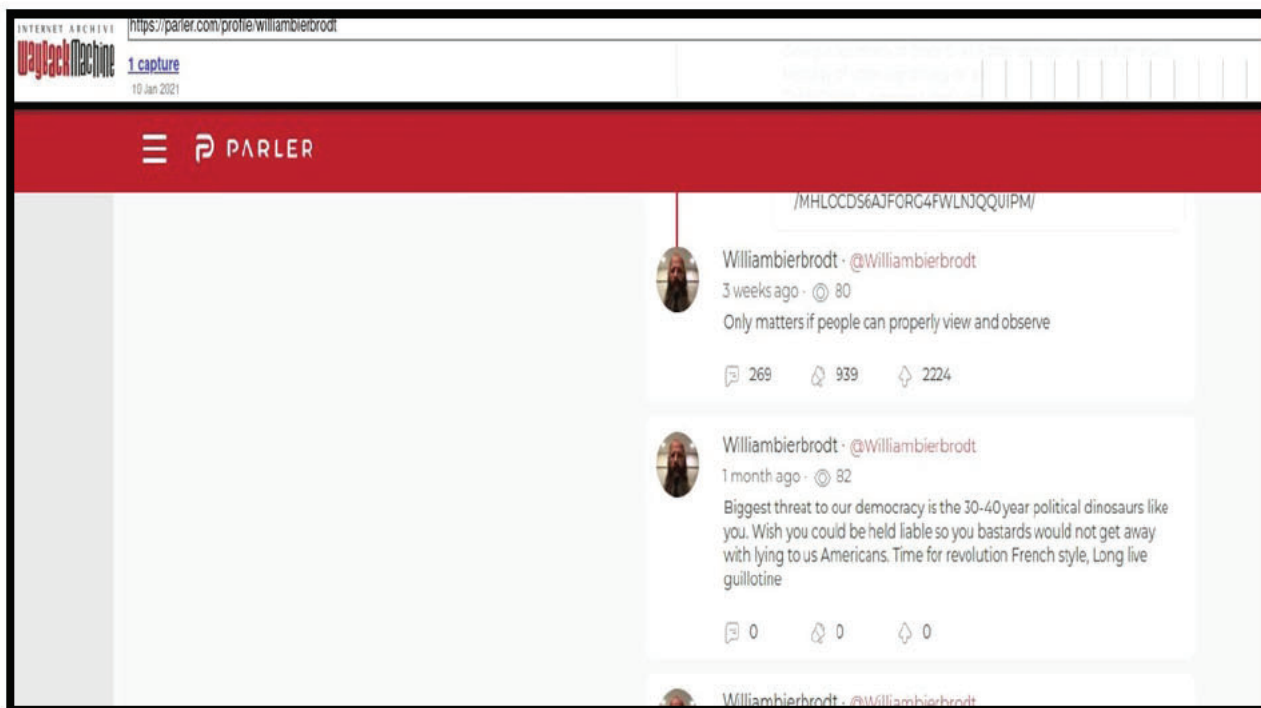 INTERNET ARCHIVE
WayBackMachine
https://parler.com/profile/williambierbrodt
1 capture
10 Jan 2021
PARLER
/MHLOCDS6AJFORG4FWLNJQQUIPM/
Williambierbrodt · @Williambierbrodt
3 weeks ago · 80
Only matters if people can properly view and observe
269 939 2224
Williambierbrodt · @Williambierbrodt
1 month ago · 82
Biggest threat to our democracy is the 30-40 year political dinosaurs like
you. Wish you could be held liable so you bastards would not get away
with lying to us Americans. Time for revolution French style, Long live
guillotine
0 0 0
Williambierbrodt · @Williambierbrodt